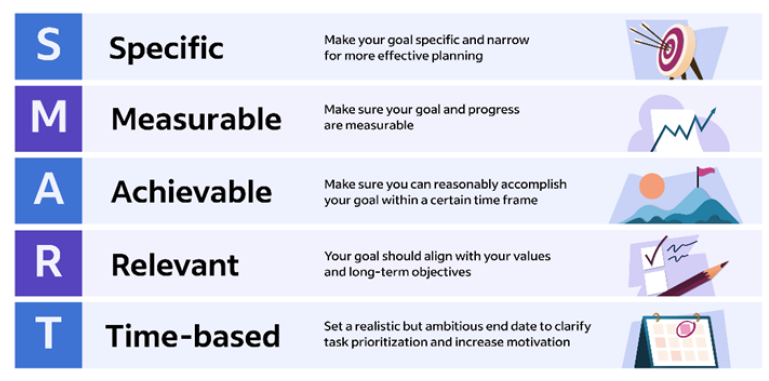 S
Specific
Make your goal specific and narrow
for more effective planning
M
Measurable
Make sure your goal and progress
are measurable
A
Achievable
Make sure you can reasonably accomplish
your goal within a certain time frame
R
Relevant
Your goal should align with your values
and long-term objectives
T
Time-based
Set a realistic but ambitious end date to clarify
task prioritization and increase motivation